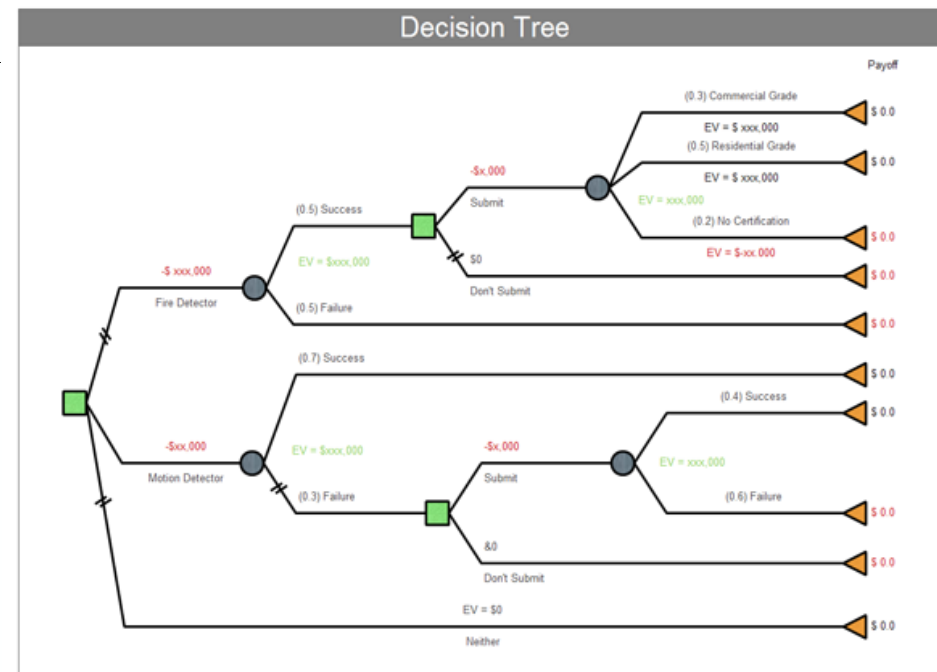 Decision Tree
Payoff
(0.3) Commercial Grade
$ 0.0
EV = $ xxx,000
(0.5) Residential Grade
$ 0.0
-$x,000
EV = $ xxx,000
Submit
EV = xxx,000
(0.5) Success
(0.2) No Certification
$ 0.0
EV = $-xx.000
$0
EV = $xxx,000
-$ xxx,000
$ 0.0
Don't Submit
Fire Detector
(0.5) Failure
$ 0.0
(0.7) Success
$ 0.0
(0.4) Success
$ 0.0
-$xx,000
EV = $xxx,000
-$x,000
EV = xxx,000
Motion Detector
Submit
(0.3) Failure
(0.6) Failure
$ 0.0
&0
$ 0.0
Don't Submit
EV = $0
$ 0.0
Neither